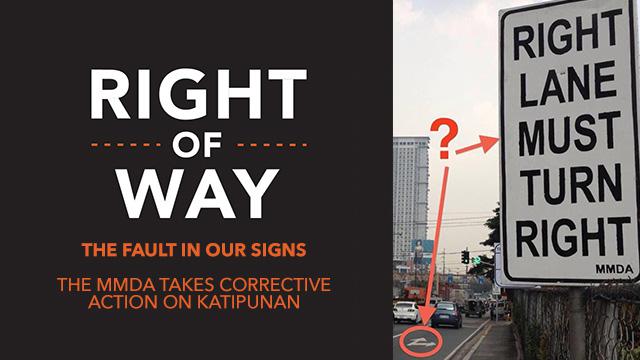 RIGHT
OF
WAY
THE FAULT IN OUR SIGNS
THE MMDA TAKES CORRECTIVE
ACTION ON KATIPUNAN
?
RIGHT
LANE
MUST
TURN
RIGHT
MMDA